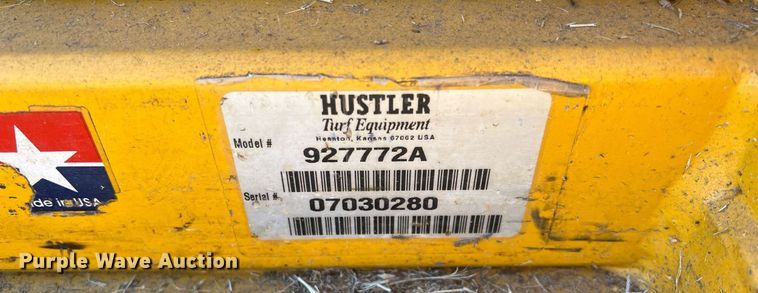 HUSTLER
Turf Equipment
Hesston, Kansas 67062 USA
Model #
927772A
Serial #
07030280
de in USA
Purple Wave Auction